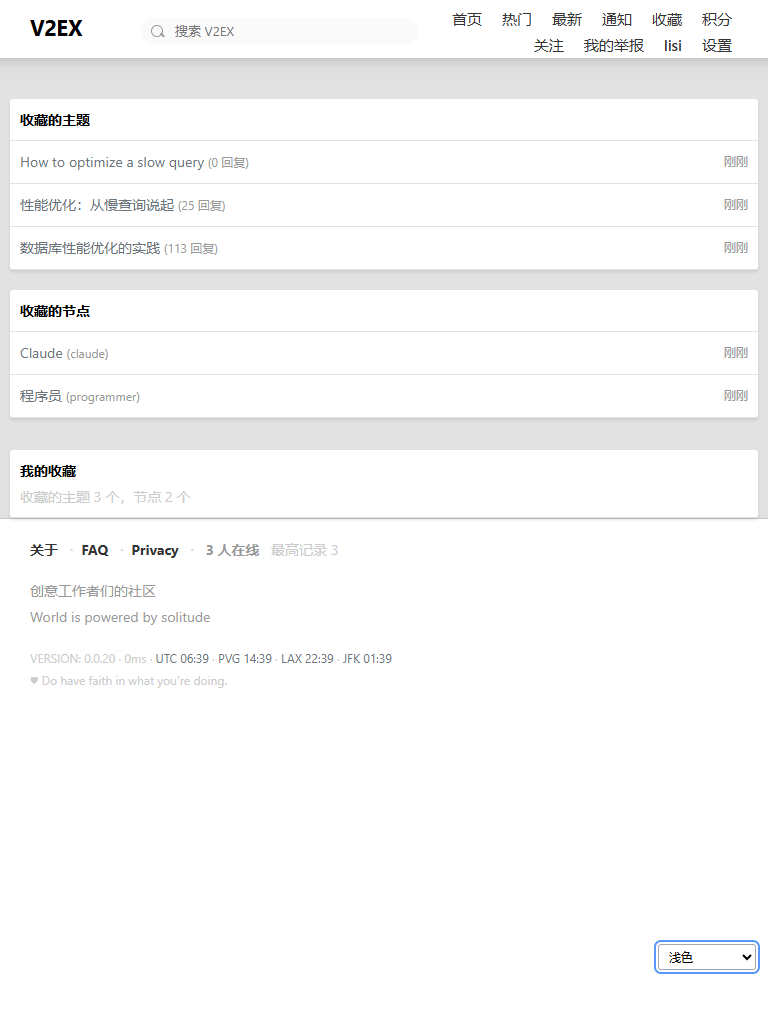 V2EX
搜索 V2EX
首页 热门 最新 通知 收藏 积分
关注 我的举报 lisi 设置
收藏的主题
How to optimize a slow query (0 回复) 刚刚
性能优化：从慢查询说起 (25 回复) 刚刚
数据库性能优化的实践 (113 回复) 刚刚
收藏的节点
Claude (claude) 刚刚
程序员 (programmer) 刚刚
我的收藏
收藏的主题 3 个，节点 2 个
关于 · FAQ · Privacy · 3 人在线 最高记录 3
创意工作者们的社区
World is powered by solitude
VERSION: 0.0.20 · 0ms · UTC 06:39 · PVG 14:39 · LAX 22:39 · JFK 01:39
♥ Do have faith in what you're doing.
浅色